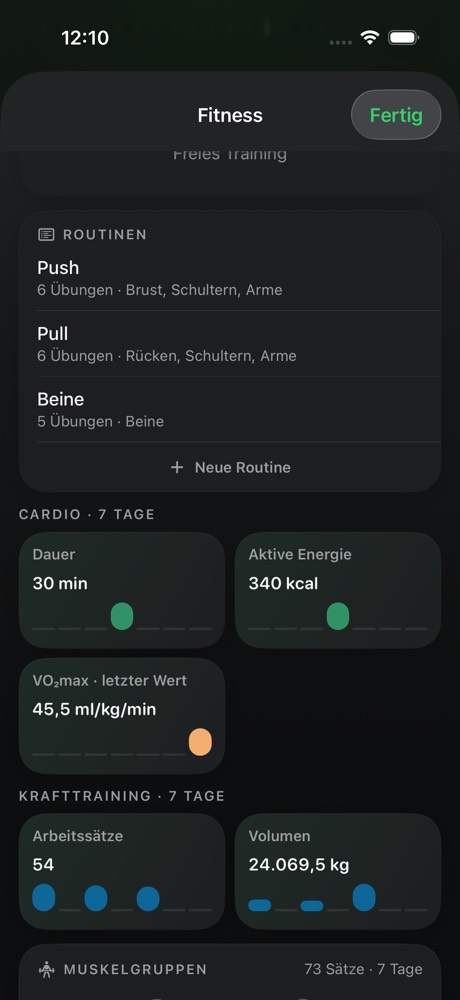 12:10
Fitness
Fertig
Freies Training
ROUTINEN
Push
6 Übungen · Brust, Schultern, Arme
Pull
6 Übungen · Rücken, Schultern, Arme
Beine
5 Übungen · Beine
+ Neue Routine
CARDIO · 7 TAGE
Dauer
30 min
Aktive Energie
340 kcal
VO₂max · letzter Wert
45,5 ml/kg/min
KRAFTTRAINING · 7 TAGE
Arbeitssätze
54
Volumen
24.069,5 kg
MUSKELGRUPPEN
73 Sätze · 7 Tage